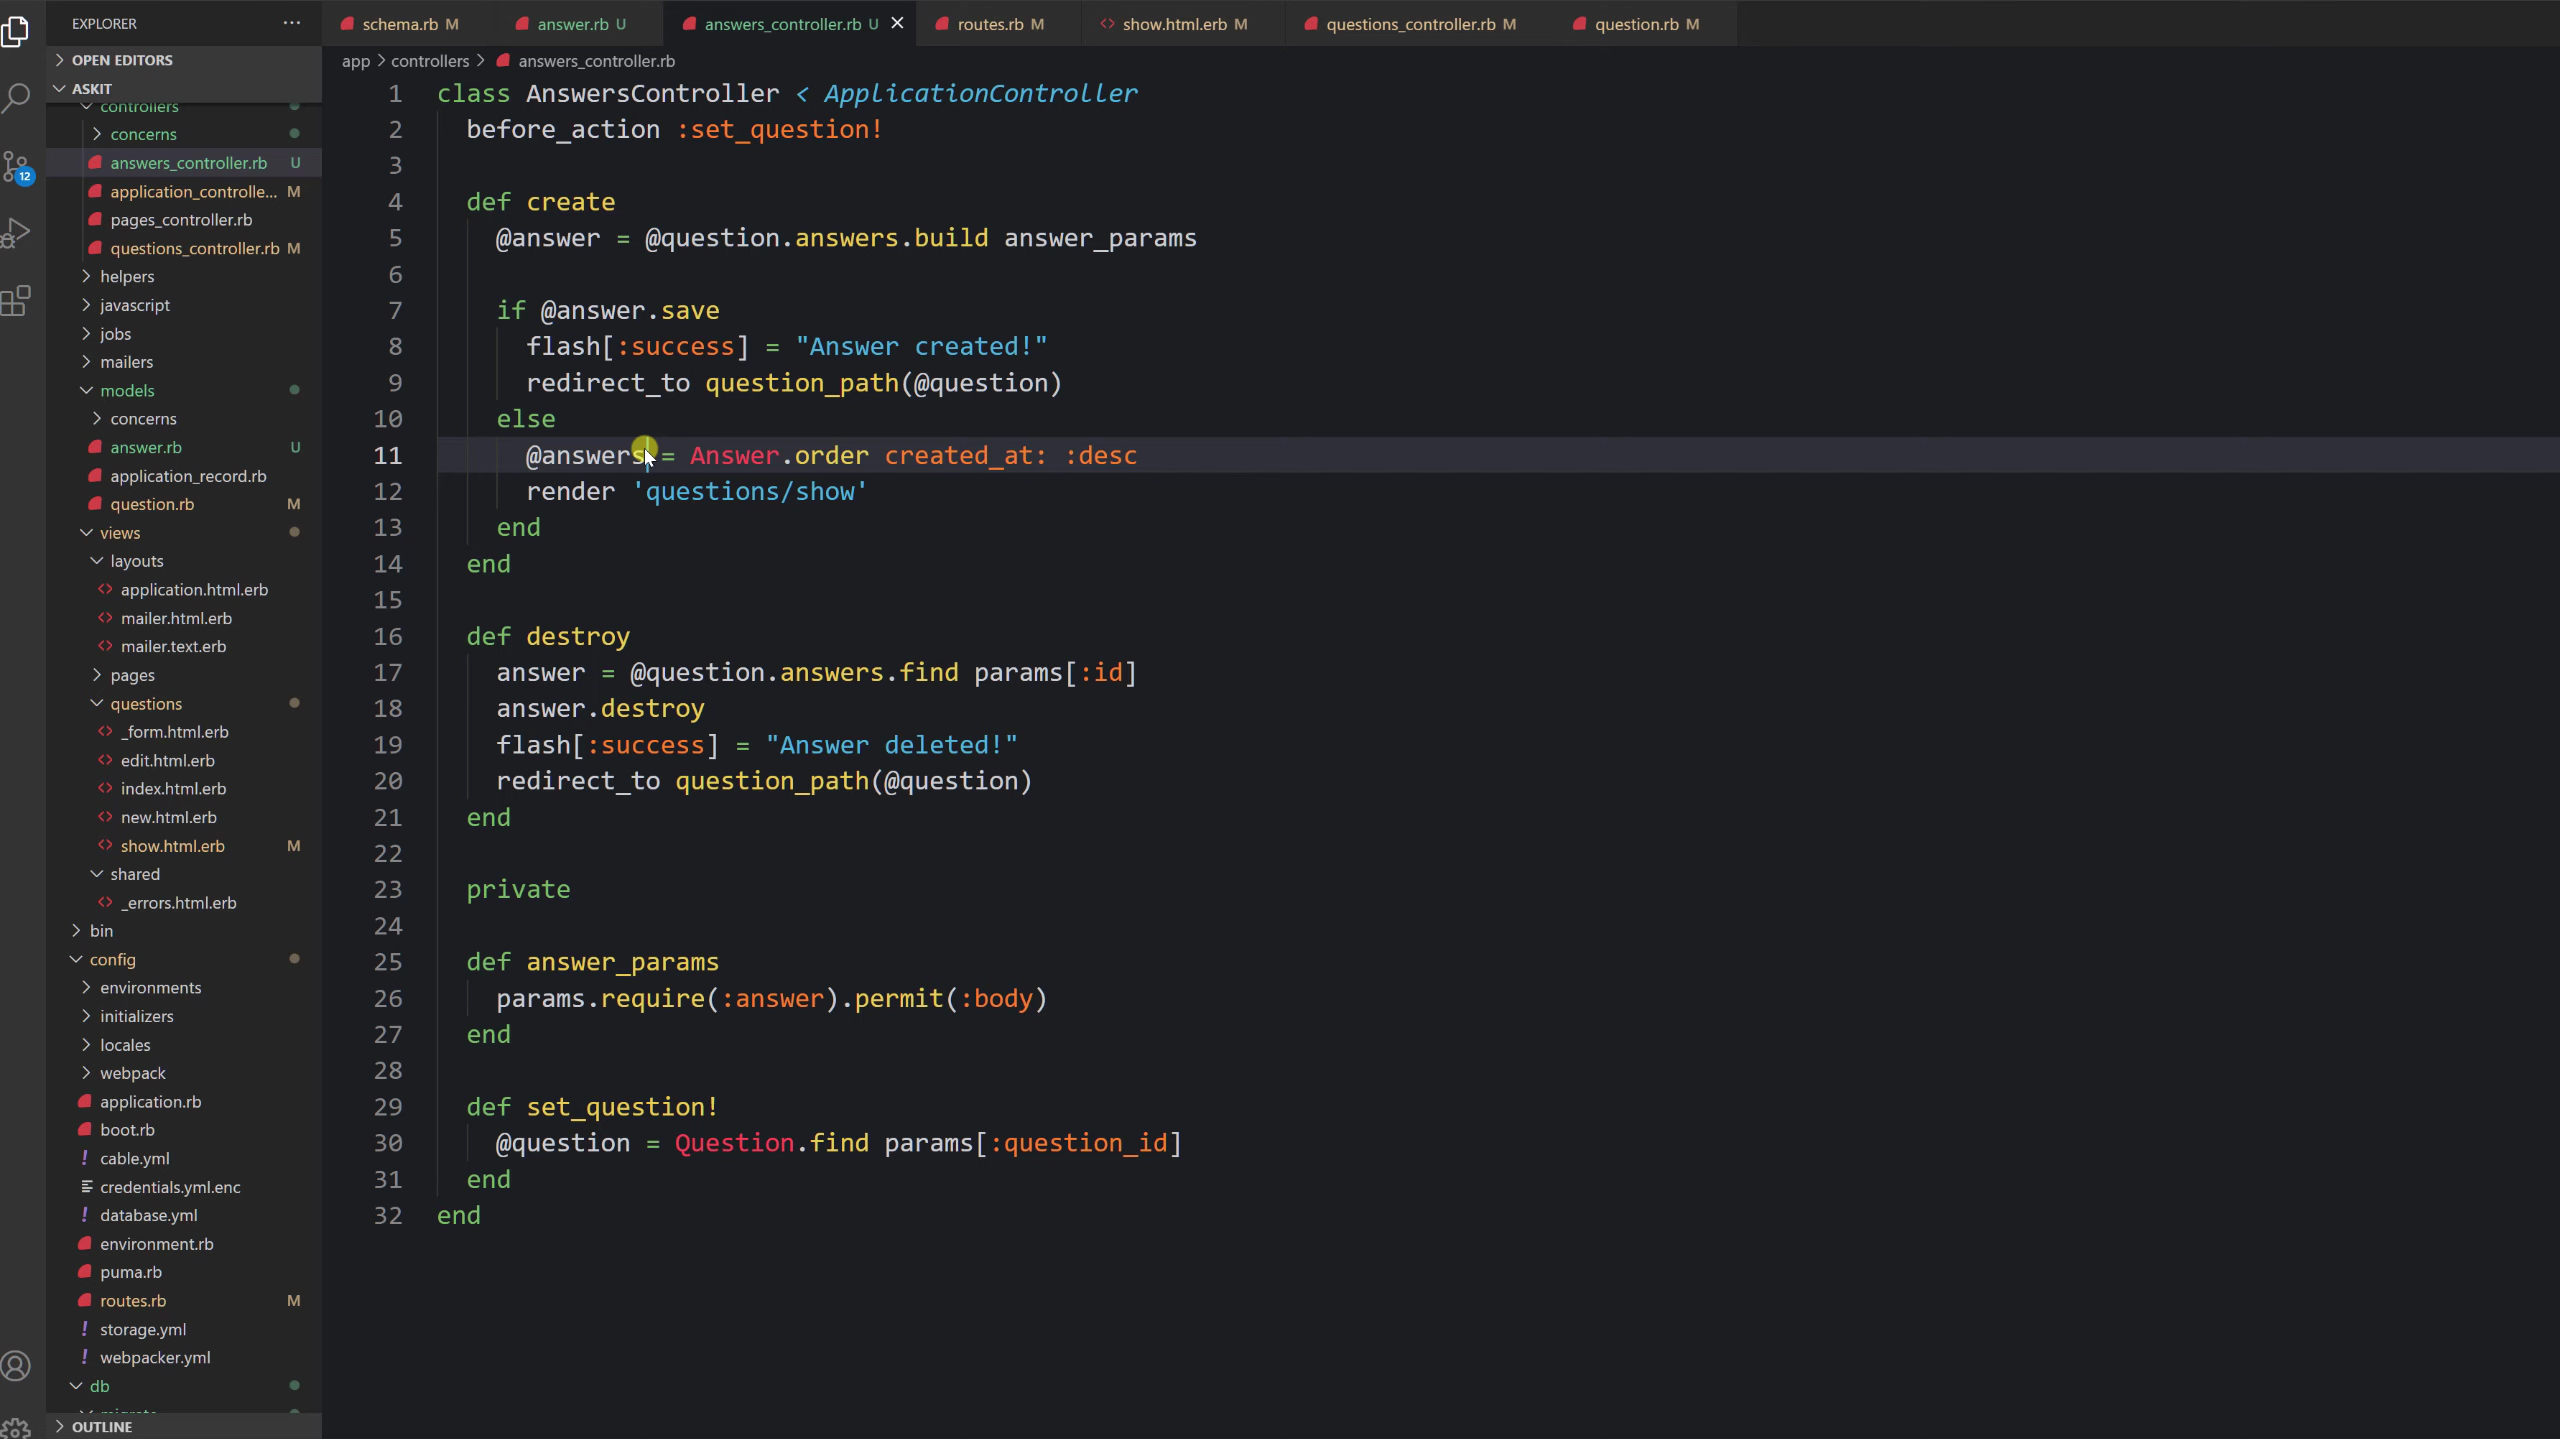 EXPLORER ...
OPEN EDITORS
ASKIT
controllers
concerns
answers_controller.rb U
application_controlle... M
pages_controller.rb
questions_controller.rb M
helpers
javascript
jobs
mailers
models
concerns
answer.rb U
application_record.rb
question.rb M
views
layouts
application.html.erb
mailer.html.erb
mailer.text.erb
pages
questions
_form.html.erb
edit.html.erb
index.html.erb
new.html.erb
show.html.erb M
shared
_errors.html.erb
bin
config
environments
initializers
locales
webpack
application.rb
boot.rb
cable.yml
credentials.yml.enc
database.yml
environment.rb
puma.rb
routes.rb M
storage.yml
webpacker.yml
db
OUTLINE
12
schema.rb M answer.rb U answers_controller.rb U routes.rb M show.html.erb M questions_controller.rb M question.rb M
app > controllers > answers_controller.rb
1 class AnswersController < ApplicationController
2 before_action :set_question!
3
4 def create
5 @answer = @question.answers.build answer_params
6
7 if @answer.save
8 flash[:success] = "Answer created!"
9 redirect_to question_path(@question)
10 else
11 @answers = Answer.order created_at: :desc
12 render 'questions/show'
13 end
14 end
15
16 def destroy
17 answer = @question.answers.find params[:id]
18 answer.destroy
19 flash[:success] = "Answer deleted!"
20 redirect_to question_path(@question)
21 end
22
23 private
24
25 def answer_params
26 params.require(:answer).permit(:body)
27 end
28
29 def set_question!
30 @question = Question.find params[:question_id]
31 end
32 end